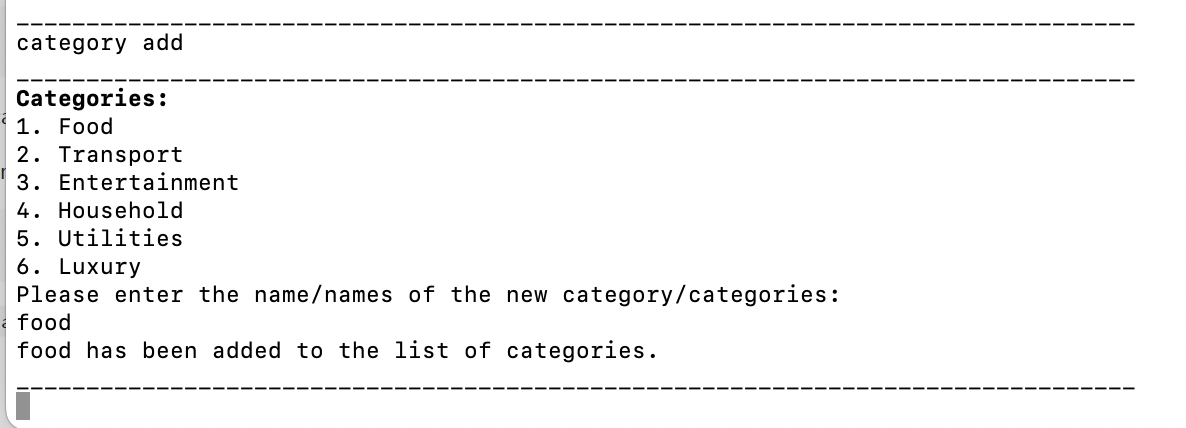 category add
Categories:
1. Food
2. Transport
3. Entertainment
4. Household
5. Utilities
6. Luxury
Please enter the name/names of the new category/categories:
food
food has been added to the list of categories.